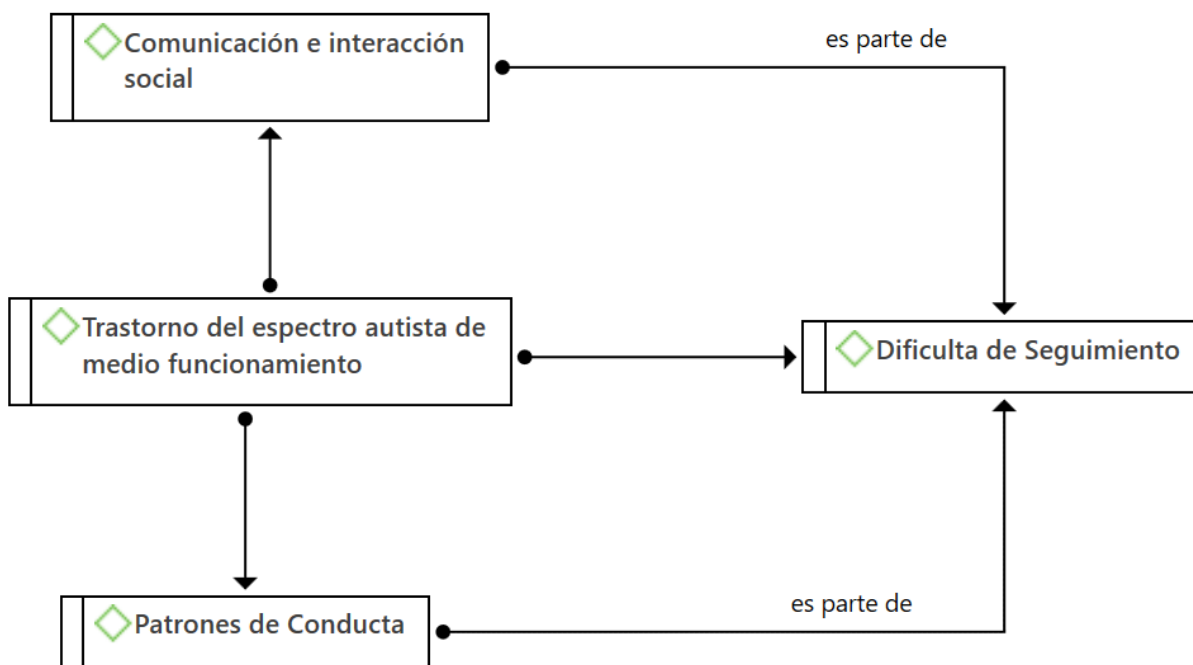 Comunicación e interacción
social
es parte de
Trastorno del espectro autista de
medio funcionamiento
Dificulta de Seguimiento
Patrones de Conducta
es parte de